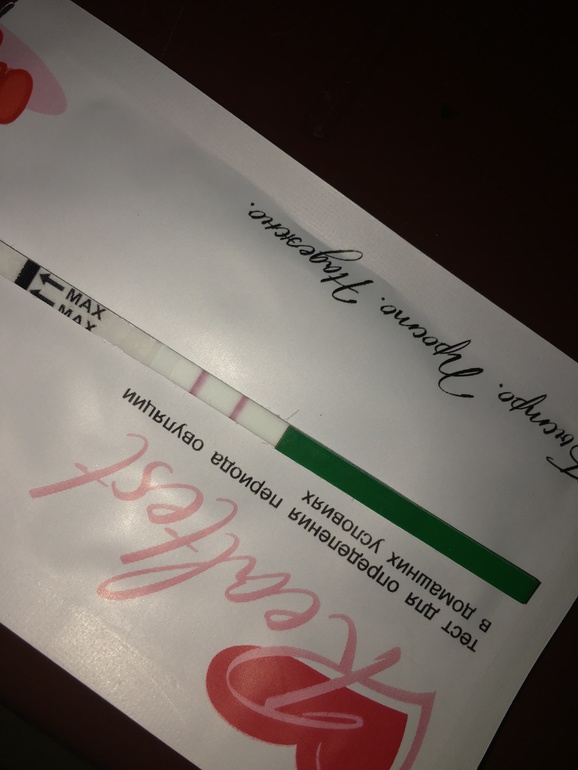 Realtest
тест для определения периода овуляции
в домашних условиях
Быстро. Просто. Надежно.
MAX
MAX